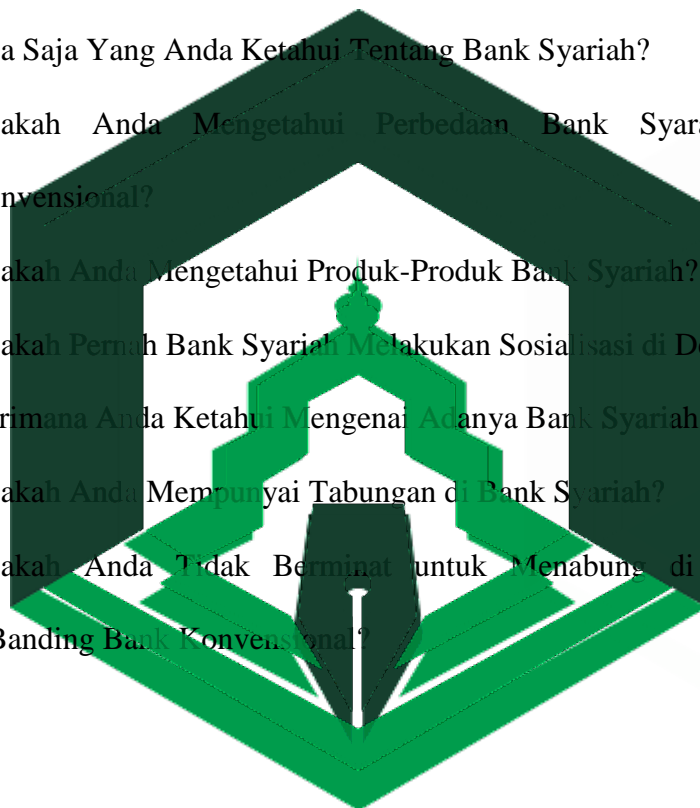 a Saja Yang Anda Ketahui Tentang Bank Syariah?
akah Anda Mengetahui Perbedaan Bank Syara
nvensional?
akah Anda Mengetahui Produk-Produk Bank Syariah?
akah Pernah Bank Syariah Melakukan Sosialisasi di De
rimana Anda Ketahui Mengenai Adanya Bank Syariah
akah Anda Mempunyai Tabungan di Bank Syariah?
akah Anda Tidak Berminat untuk Menabung di
Banding Bank Konvensional?